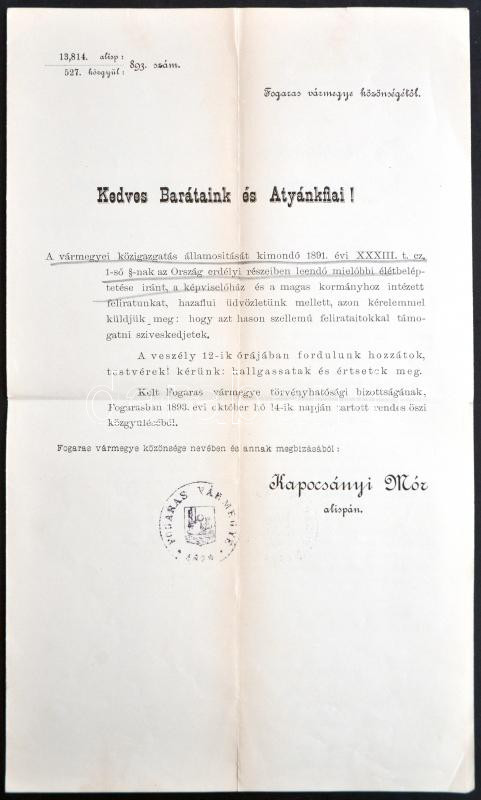 13,814. alisp:
527. közgyül: 893. szám.
Fogaras vármegye közönségétől.
Kedves Barátaink és Atyánkfiai!
A vármegyei közigazgatás államositását kimondó 1891. évi XXXIII. t. cz.
1-ső §-nak az Ország erdélyi részeiben leendő mielőbbi életbelép-
tetése iránt, a képviselőház és a magas kormányhoz intézett
feliratunkat, hazafiui üdvözletünk mellett, azon kérelemmel
küldjük meg: hogy azt hason szellemű felirataitokkal támo-
gatni sziveskedjetek.
A veszély 12-ik órájában fordulunk hozzátok,
testvérek! kérünk: hallgassatok és értsetek meg.
Kelt Fogaras vármegye törvényhatósági bizottságának,
Fogarasban 1893. évi október hó 14-ik napján tartott rendes őszi
közgyüléséből.
Fogaras vármegye közönsége nevében és annak megbizásából:
Kapocsányi Mór
alispán.
FOGARAS VÁRMEGYE